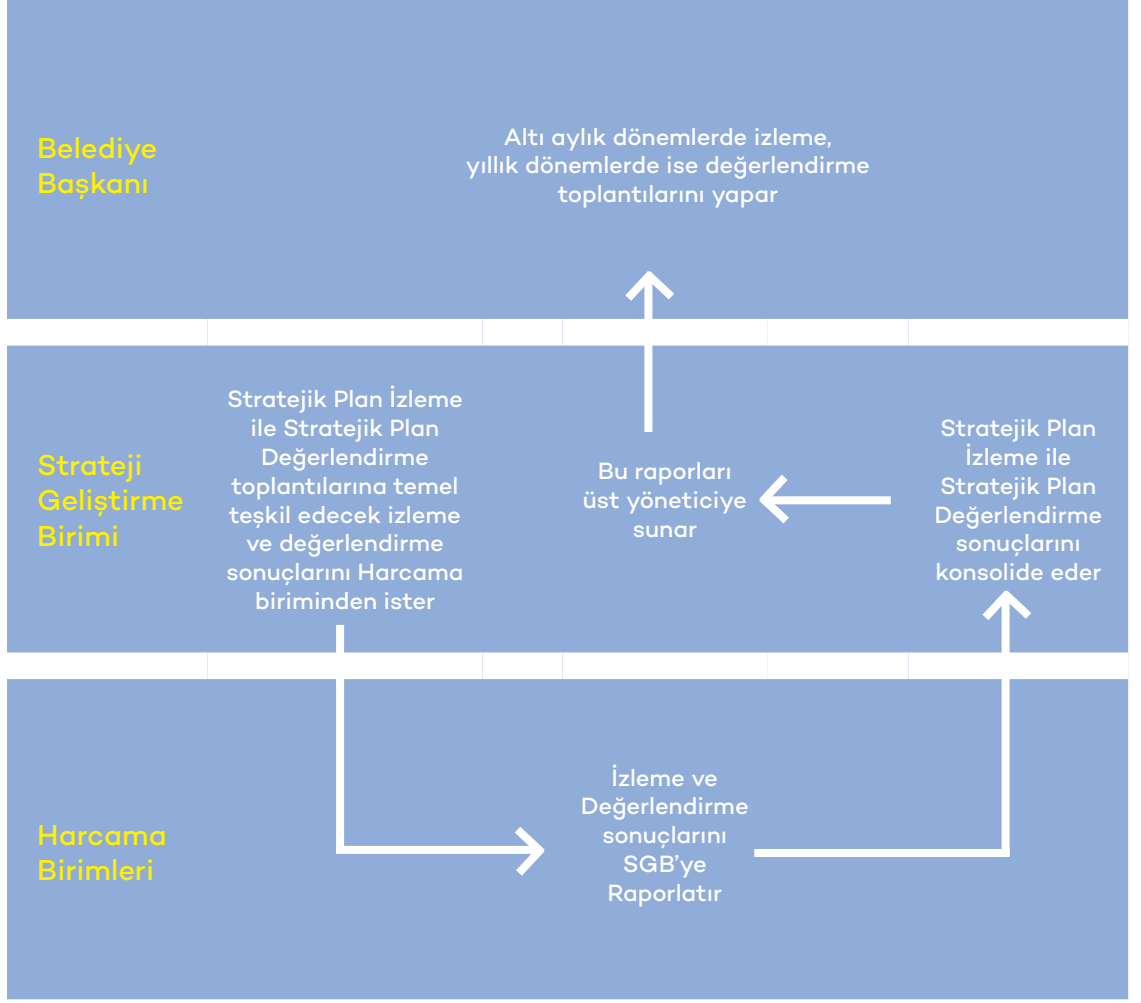 Belediye
Başkanı
Altı aylık dönemlerde izleme,
yıllık dönemlerde ise değerlendirme
toplantılarını yapar
Strateji
Geliştirme
Birimi
Stratejik Plan İzleme
ile Stratejik Plan
Değerlendirme
toplantılarına temel
teşkil edecek izleme
ve değerlendirme
sonuçlarını Harcama
biriminden ister
Bu raporları
üst yöneticiye
sunar
Stratejik Plan
İzleme ile
Stratejik Plan
Değerlendirme
sonuçlarını
konsolide eder
Harcama
Birimleri
İzleme ve
Değerlendirme
sonuçlarını
SGB’ye
Raporlatır